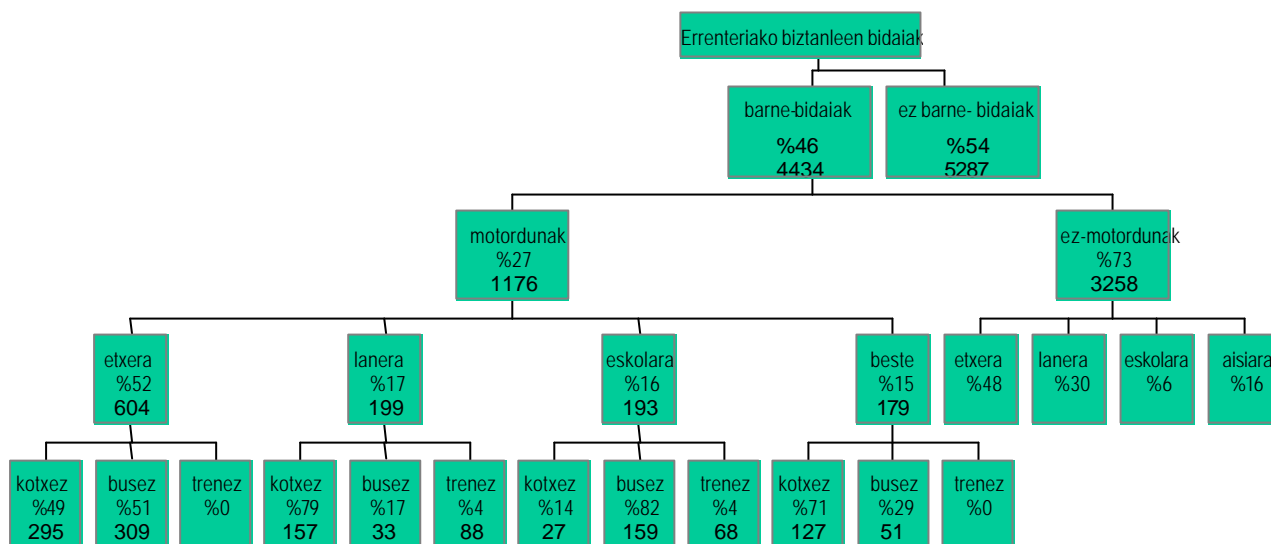 Errenteriako biztanleen bidaiak
barne-bidaiak
%46
4434
ez barne- bidaiak
%54
5287
motordunak
%27
1176
ez-motordunak
%73
3258
etxera
%52
604
lanera
%17
199
eskolara
%16
193
beste
%15
179
etxera
%48
lanera
%30
eskolara
%6
aisiara
%16
kotxez
%49
295
busez
%51
309
trenez
%0
kotxez
%79
157
busez
%17
33
trenez
%4
88
kotxez
%14
27
busez
%82
159
trenez
%4
68
kotxez
%71
127
busez
%29
51
trenez
%0